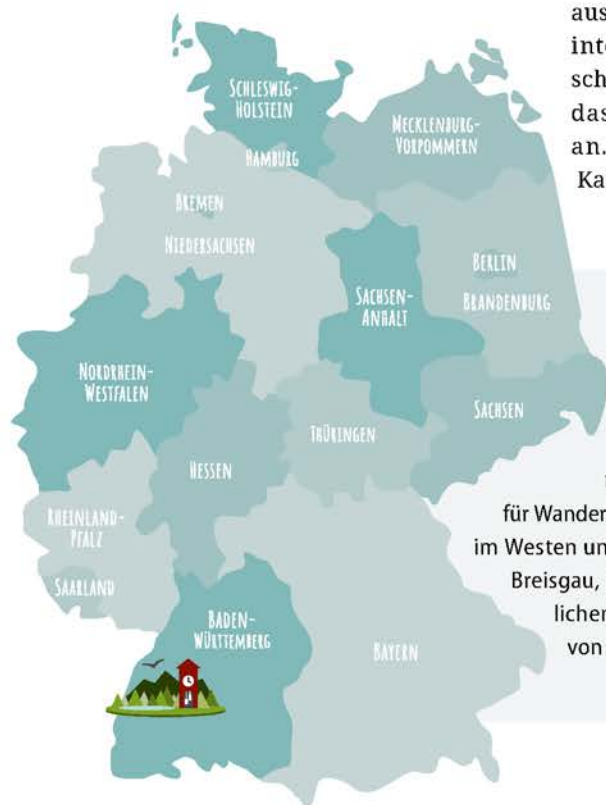 aus
inte
sch
das
an.
Ka
SCHLESWIG-
HOLSTEIN
MECKLENBURG-
VORPOMMERN
HAMBURG
BREMEN
NIEDERSACHSEN
BERLIN
BRANDENBURG
SACHSEN-
ANHALT
NORDRHEIN-
WESTFALEN
SACHSEN
THÜRINGEN
HESSEN
RHEINLAND-
PFALZ
SAARLAND
BADEN-
WÜRTTEMBERG
BAYERN
für Wander
im Westen un
Breisgau,
licher
von